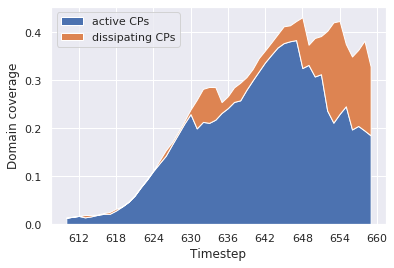 active CPs
dissipating CPs
Domain coverage
0.4
0.3
0.2
0.1
0.0
612 618 624 630 636 642 648 654 660
Timestep